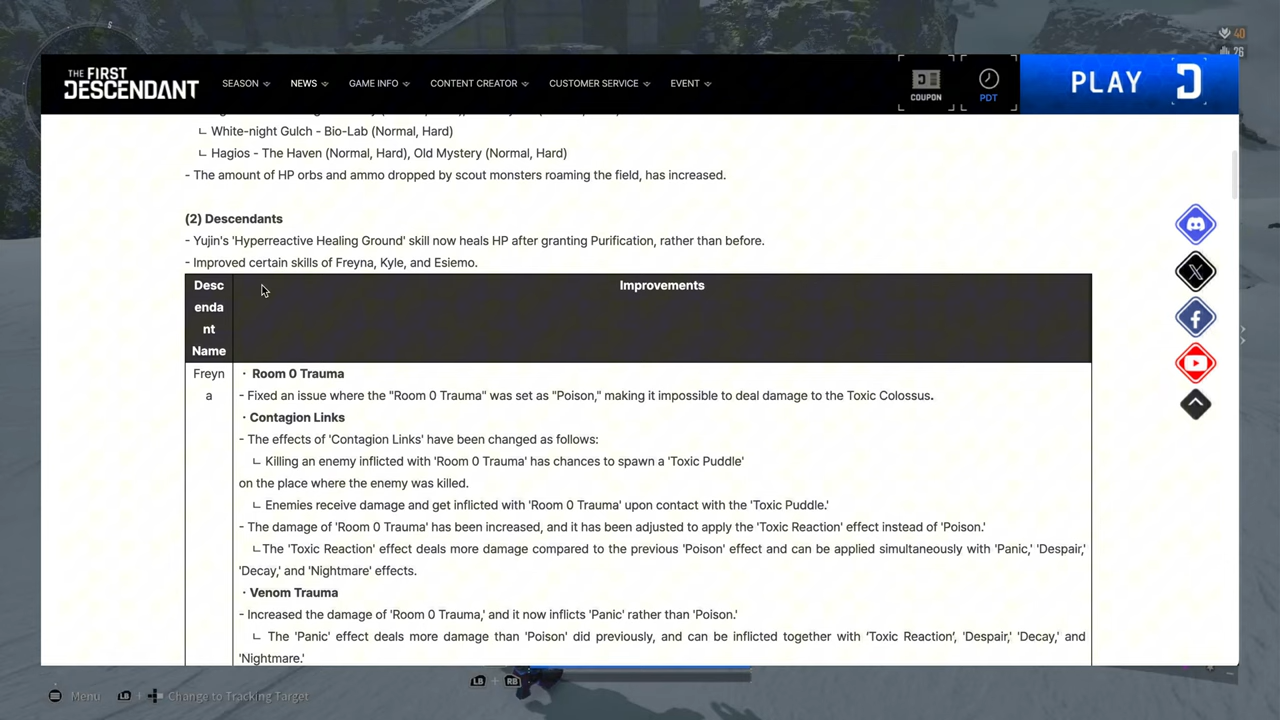 S
40
26
THE FIRST
DESCENDANT
SEASON
NEWS
GAME INFO
CONTENT CREATOR
CUSTOMER SERVICE
EVENT
COUPON
PDT
PLAY
ㄴ White-night Gulch - Bio-Lab (Normal, Hard)
ㄴ Hagios - The Haven (Normal, Hard), Old Mystery (Normal, Hard)
- The amount of HP orbs and ammo dropped by scout monsters roaming the field, has increased.
(2) Descendants
- Yujin's 'Hyperreactive Healing Ground' skill now heals HP after granting Purification, rather than before.
- Improved certain skills of Freyna, Kyle, and Esiemo.
Desc
enda
nt
Name
Improvements
Freyn
a
· Room 0 Trauma
- Fixed an issue where the "Room 0 Trauma" was set as "Poison," making it impossible to deal damage to the Toxic Colossus.
· Contagion Links
- The effects of 'Contagion Links' have been changed as follows:
ㄴ Killing an enemy inflicted with 'Room 0 Trauma' has chances to spawn a 'Toxic Puddle'
on the place where the enemy was killed.
ㄴ Enemies receive damage and get inflicted with 'Room 0 Trauma' upon contact with the 'Toxic Puddle.'
- The damage of 'Room 0 Trauma' has been increased, and it has been adjusted to apply the 'Toxic Reaction' effect instead of 'Poison.'
ㄴThe 'Toxic Reaction' effect deals more damage compared to the previous 'Poison' effect and can be applied simultaneously with 'Panic,' 'Despair,'
'Decay,' and 'Nightmare' effects.
· Venom Trauma
- Increased the damage of 'Room 0 Trauma,' and it now inflicts 'Panic' rather than 'Poison.'
ㄴ The 'Panic' effect deals more damage than 'Poison' did previously, and can be inflicted together with 'Toxic Reaction', 'Despair,' 'Decay,' and
'Nightmare.'
LB + RB
Menu
LB + Change to Tracking Target